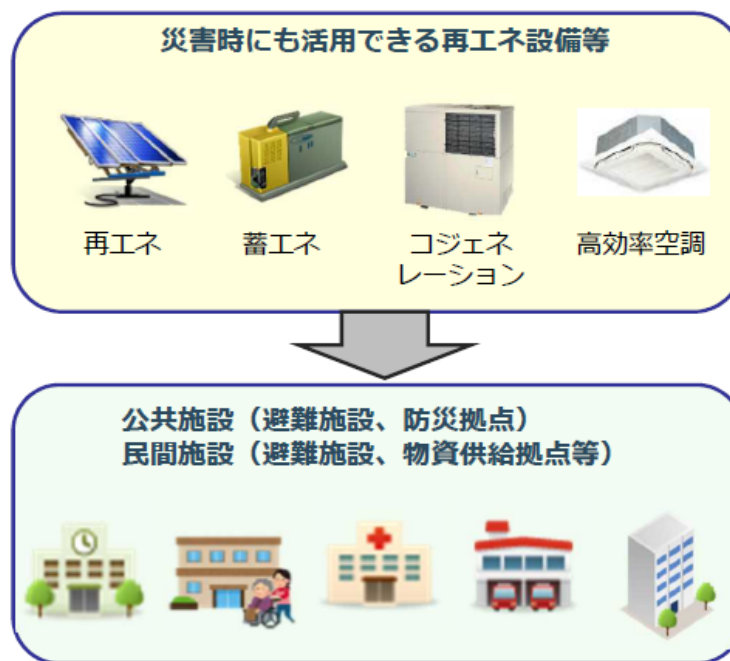 災害時にも活用できる再エネ設備等
再エネ
蓄エネ
コジェネ
レーション
高効率空調
公共施設（避難施設、防災拠点）
民間施設（避難施設、物資供給拠点等）